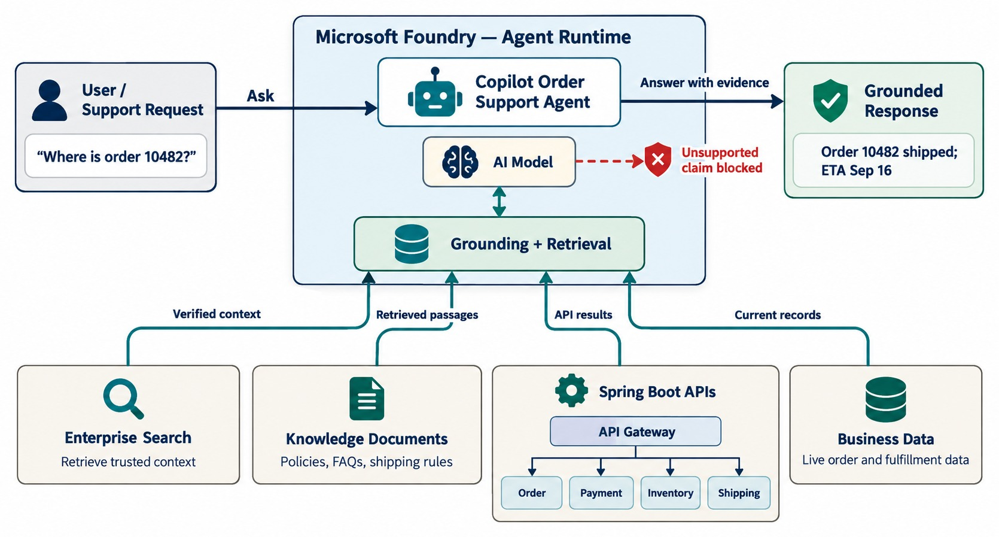 Microsoft Foundry — Agent Runtime
User /
Support Request
“Where is order 10482?”
Ask
Copilot Order
Support Agent
Answer with evidence
Grounded
Response
Order 10482 shipped;
ETA Sep 16
AI Model
Unsupported
claim blocked
Grounding + Retrieval
Verified context
Retrieved passages
API results
Current records
Enterprise Search
Retrieve trusted context
Knowledge Documents
Policies, FAQs, shipping rules
Spring Boot APIs
API Gateway
Order
Payment
Inventory
Shipping
Business Data
Live order and fulfillment data